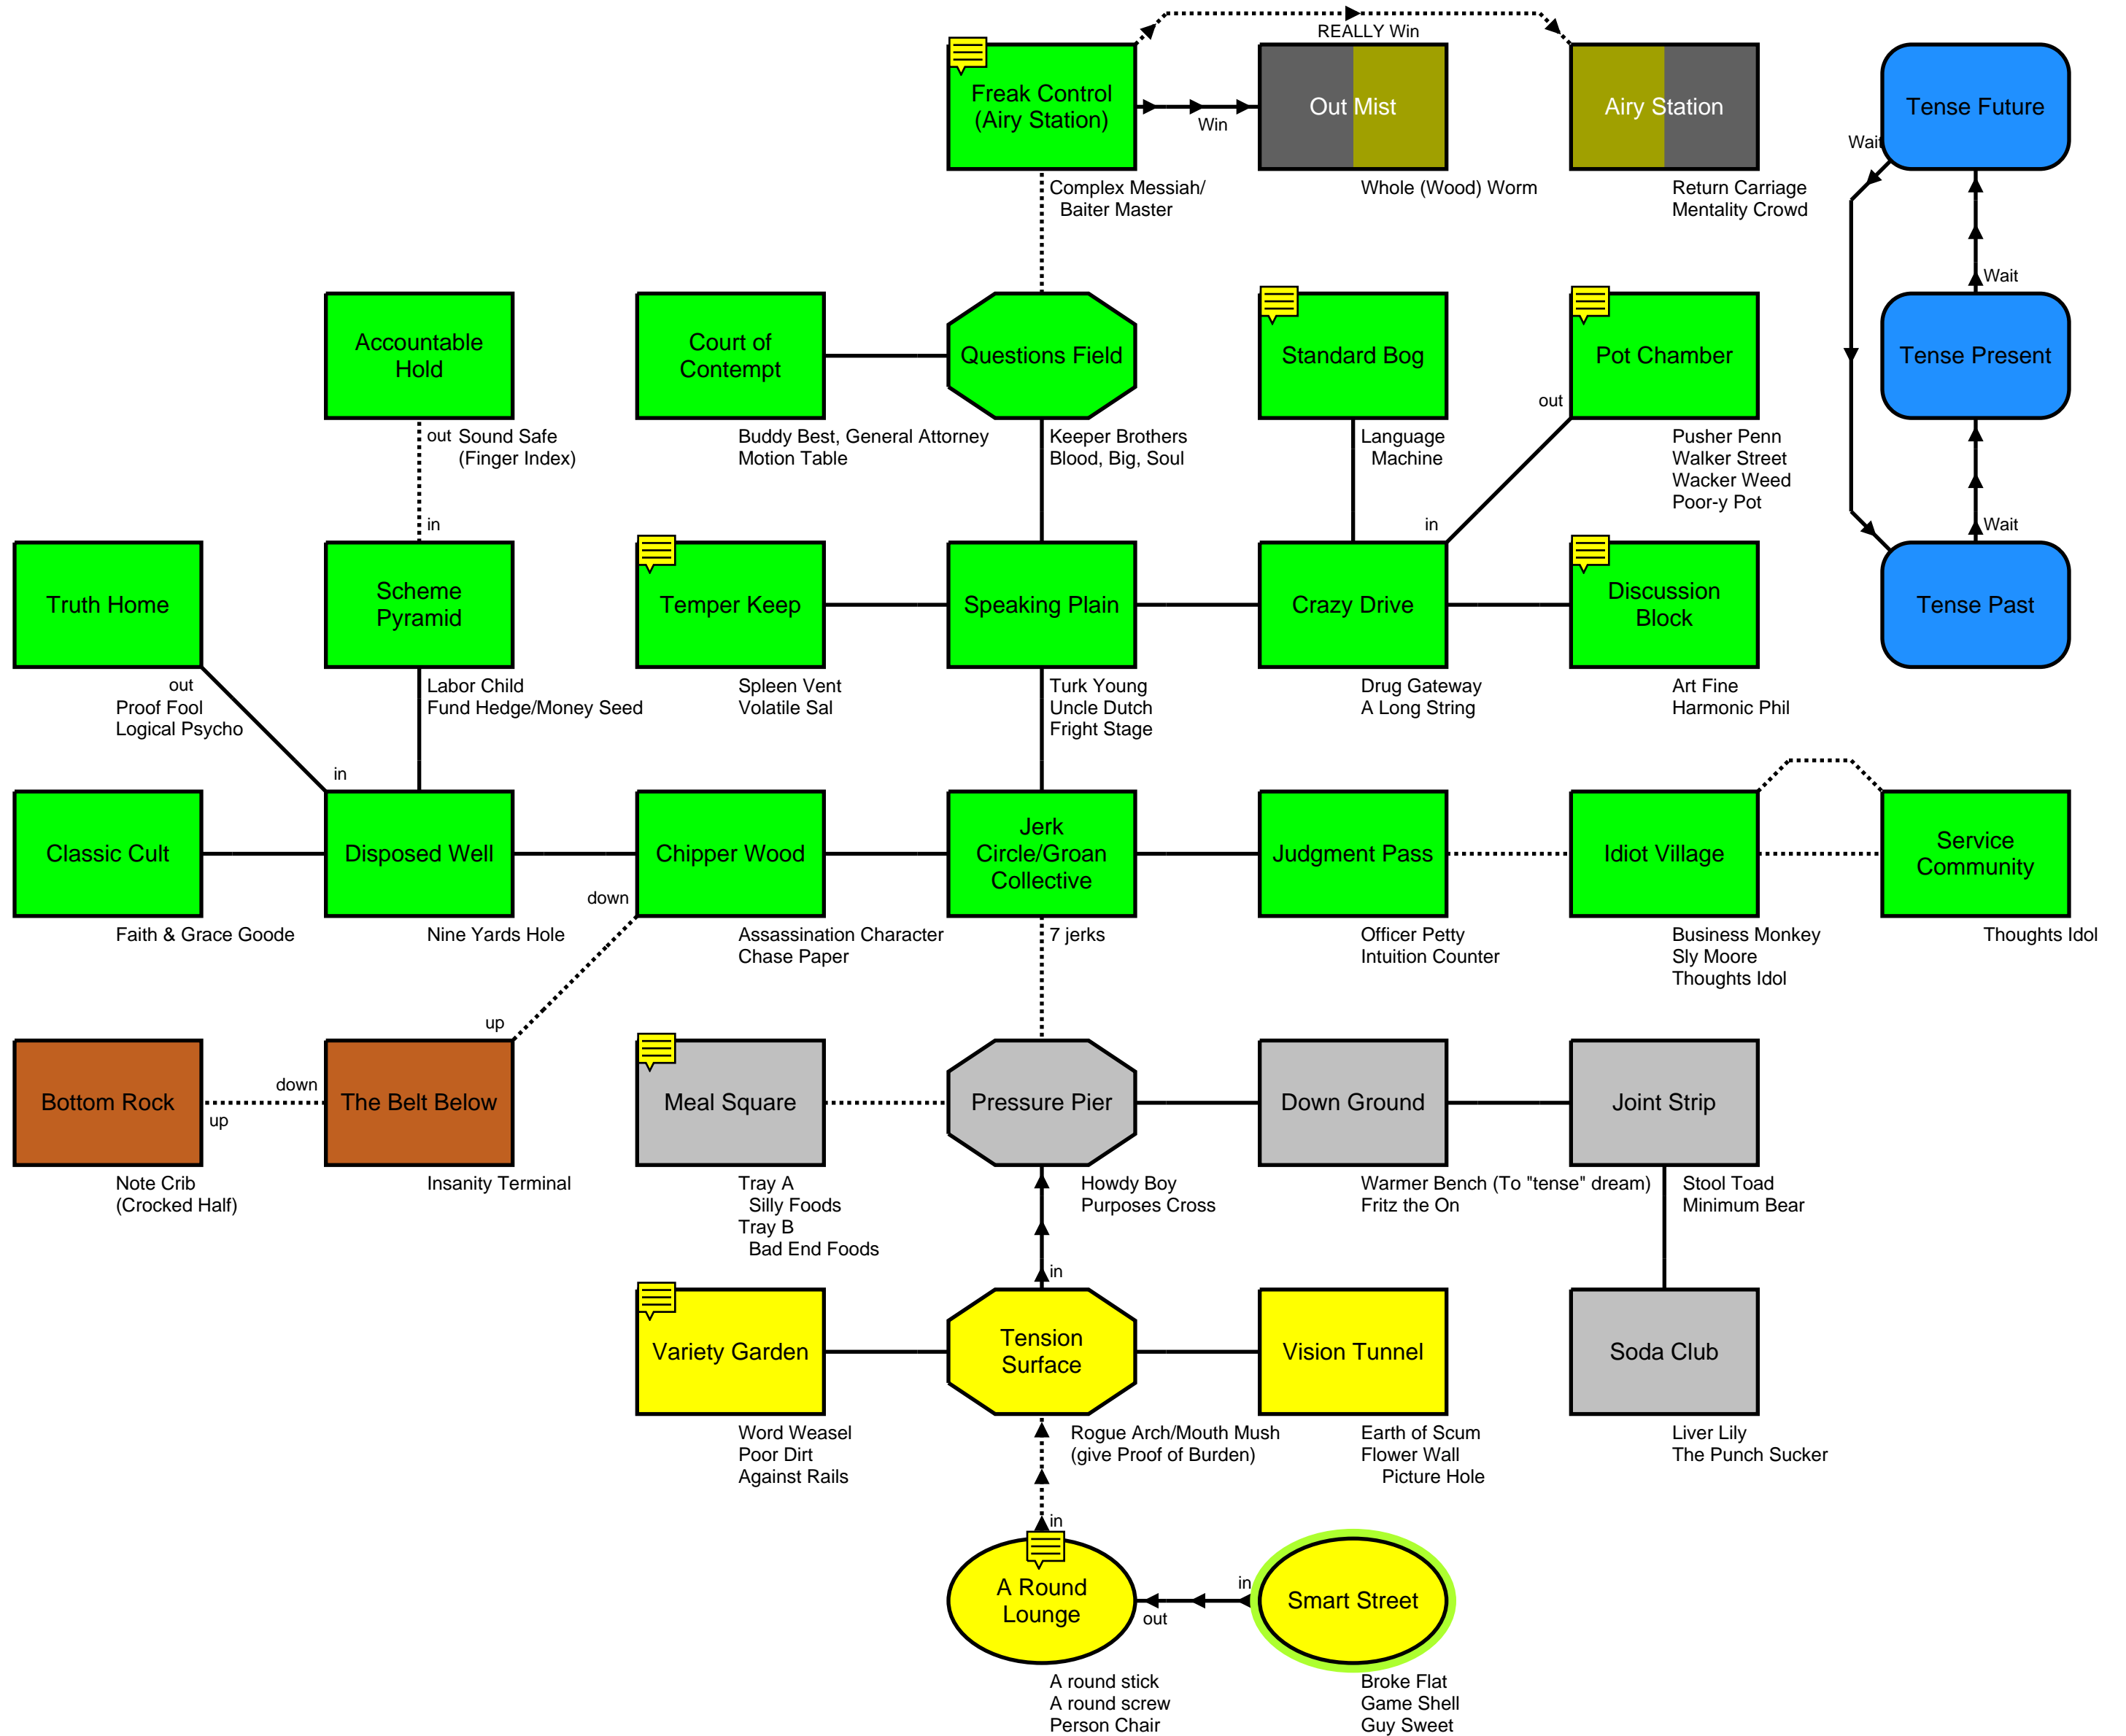 REALLY Win
Freak Control
(Airy Station)
Win
Out Mist
Airy Station
Tense Future
Wait
Complex Messiah/
Baiter Master
Whole (Wood) Worm
Return Carriage
Mentality Crowd
Wait
Accountable
Hold
Court of
Contempt
Questions Field
Standard Bog
Pot Chamber
Tense Present
out
out
Sound Safe
(Finger Index)
Buddy Best, General Attorney
Motion Table
Keeper Brothers
Blood, Big, Soul
Language
Machine
Pusher Penn
Walker Street
Wacker Weed
Poor-y Pot
in
in
Wait
Truth Home
Scheme
Pyramid
Temper Keep
Speaking Plain
Crazy Drive
Discussion
Block
Tense Past
out
Proof Fool
Logical Psycho
Labor Child
Fund Hedge/Money Seed
Spleen Vent
Volatile Sal
Turk Young
Uncle Dutch
Fright Stage
Drug Gateway
A Long String
Art Fine
Harmonic Phil
in
Classic Cult
Disposed Well
Chipper Wood
Jerk
Circle/Groan
Collective
Judgment Pass
Idiot Village
Service
Community
down
Faith & Grace Goode
Nine Yards Hole
Assassination Character
Chase Paper
7 jerks
Officer Petty
Intuition Counter
Business Monkey
Sly Moore
Thoughts Idol
Thoughts Idol
up
Bottom Rock
down
up
The Belt Below
Meal Square
Pressure Pier
Down Ground
Joint Strip
Note Crib
(Crocked Half)
Insanity Terminal
Tray A
Silly Foods
Tray B
Bad End Foods
Howdy Boy
Purposes Cross
Warmer Bench (To "tense" dream)
Fritz the On
Stool Toad
Minimum Bear
in
Variety Garden
Tension
Surface
Vision Tunnel
Soda Club
Word Weasel
Poor Dirt
Against Rails
Rogue Arch/Mouth Mush
(give Proof of Burden)
Earth of Scum
Flower Wall
Picture Hole
Liver Lily
The Punch Sucker
in
A Round
Lounge
out
in
Smart Street
A round stick
A round screw
Person Chair
Broke Flat
Game Shell
Guy Sweet